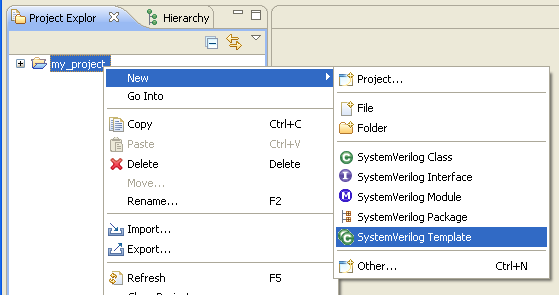 Project Explor
Hierarchy
my_project
New
Go Into
Copy Ctrl+C
Paste Ctrl+V
Delete Delete
Move...
Rename... F2
Import...
Export...
Refresh F5
Project...
File
Folder
SystemVerilog Class
SystemVerilog Interface
SystemVerilog Module
SystemVerilog Package
SystemVerilog Template
Other... Ctrl+N